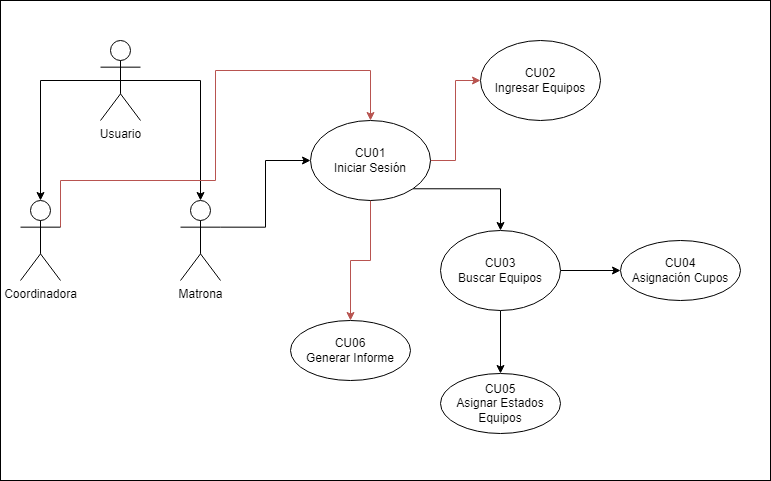 CU02
Ingresar Equipos
Usuario
CU01
Iniciar Sesión
Coordinadora
Matrona
CU03
Buscar Equipos
CU04
Asignación Cupos
CU06
Generar Informe
CU05
Asignar Estados
Equipos